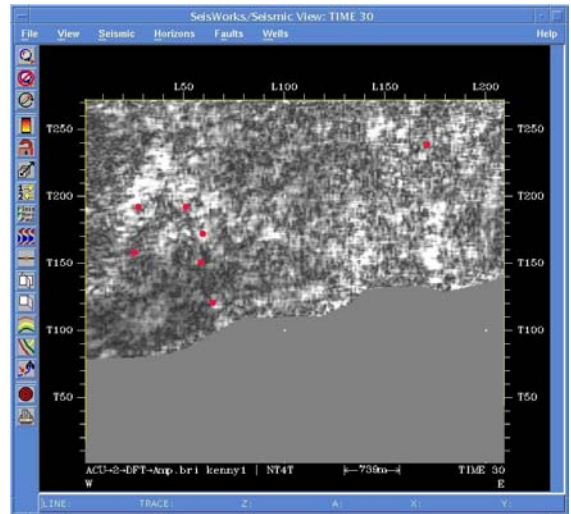 SeisWorks/Seismic View: TIME 30
File View Seismic Horizons Faults Wells Help
L50 L100 L150 L200
T250 T250
T200 T200
T150 T150
T100 T100
T50 T50
ACU→2→DFT→Amp.bri kenny1 | NT4T 739m TIME 30
W E
LINE: TRACE: Z: A: X: Y: